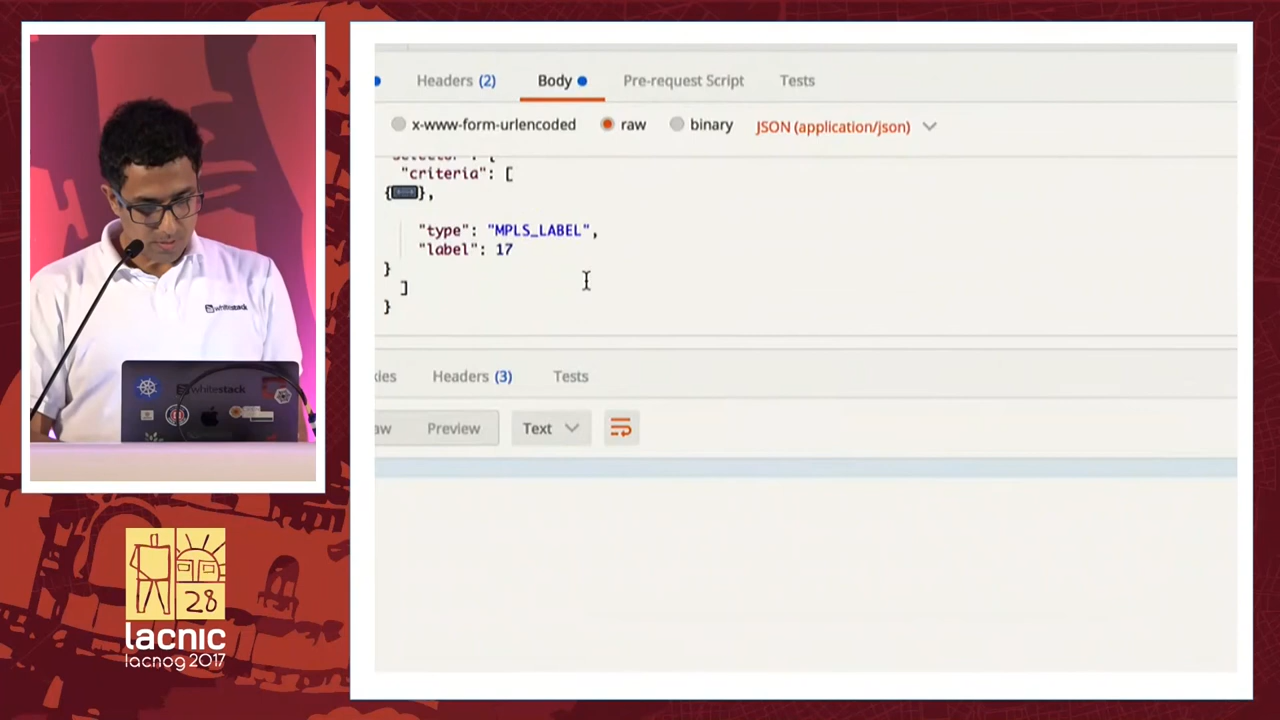 Headers (2)
Body
Pre-request Script
Tests
x-www-form-urlencoded
raw
binary
JSON (application/json)
"criteria": [
{ },
"type": "MPLS_LABEL",
"label": 17
}
]
}
Headers (3)
Tests
Preview
Text
whitestack
whitestack
28
lacnic
lacnog 2017